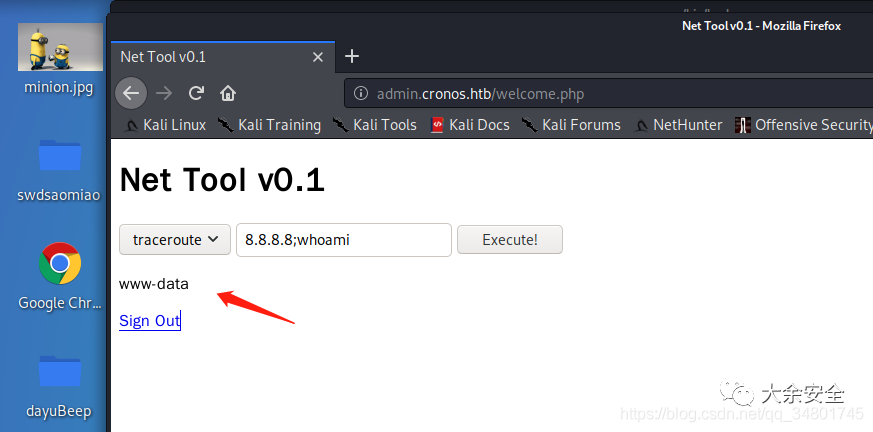 Net Tool v0.1 - Mozilla Firefox
Net Tool v0.1
minion.jpg
admin.cronos.htb/welcome.php
Kali Linux Kali Training Kali Tools Kali Docs Kali Forums NetHunter Offensive Security
Net Tool v0.1
swdsaomiao
traceroute 8.8.8.8;whoami Execute!
www-data
Google Chr...
Sign Out
dayuBeep
大余安全
https://blog.csdn.net/qq_34801745